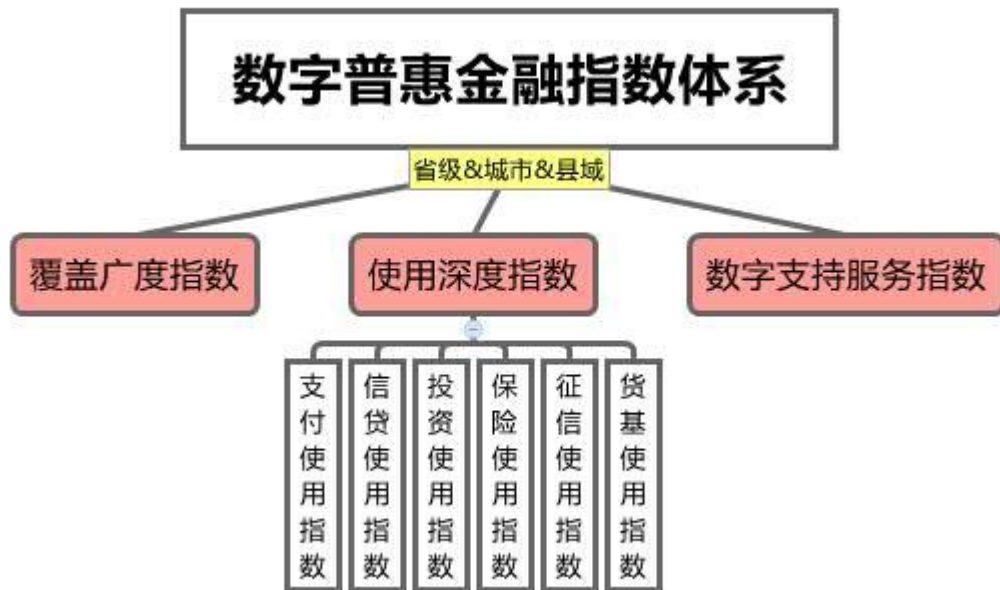 数字普惠金融指数体系
省级&城市&县域
覆盖广度指数
使用深度指数
数字支持服务指数
支付使用指数
信贷使用指数
投资使用指数
保险使用指数
征信使用指数
货基使用指数